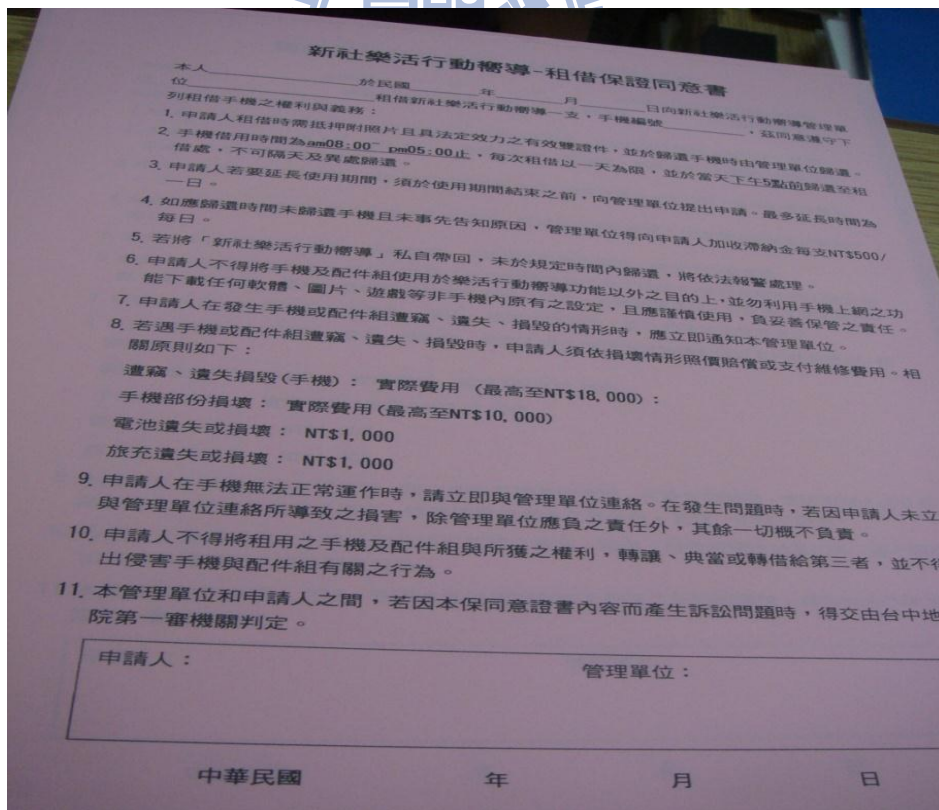 新社樂活行動嚮導-租借保證同意書
本人__________於民國______年______月______日向新社樂活行動嚮導管理單
位__________租借新社樂活行動嚮導一支，手機編號__________，茲同意遵守下
列租借手機之權利與義務：
1. 申請人租借時需抵押附照片且具法定效力之有效雙證件，並於歸還手機時由管理單位歸還。
2. 手機借用時間為am08:00~ pm05:00止，每次租借以一天為限，並於當天下午5點前歸還至租
借處，不可隔天及異處歸還。
3. 申請人若要延長使用期間，須於使用期間結束之前，向管理單位提出申請。最多延長時間為
一日。
4. 如應歸還時間未歸還手機且未事先告知原因，管理單位得向申請人加收滯納金每支NT$500/
每日。
5. 若將「新社樂活行動嚮導」私自帶回，未於規定時間內歸還，將依法報警處理。
6. 申請人不得將手機及配件組使用於樂活行動嚮導功能以外之目的上，並勿利用手機上網之功
能下載任何軟體、圖片、遊戲等非手機內原有之設定，且應謹慎使用，負妥善保管之責任。
7. 申請人在發生手機或配件組遭竊、遺失、損毀的情形時，應立即通知本管理單位。
8. 若遇手機或配件組遭竊、遺失、損毀時，申請人須依損壞情形照價賠償或支付維修費用。相
關原則如下：
遭竊、遺失損毀(手機)： 實際費用 (最高至NT$18,000)：
手機部份損壞： 實際費用(最高至NT$10,000)
電池遺失或損壞： NT$1,000
旅充遺失或損壞： NT$1,000
9. 申請人在手機無法正常運作時，請立即與管理單位連絡。在發生問題時，若因申請人未立
與管理單位連絡所導致之損害，除管理單位應負之責任外，其餘一切概不負責。
10. 申請人不得將租用之手機及配件組與所獲之權利，轉讓、典當或轉借給第三者，並不得
出侵害手機與配件組有關之行為。
11. 本管理單位和申請人之間，若因本保同意證書內容而產生訴訟問題時，得交由台中地
院第一審機關判定。
申請人： 管理單位：
中華民國 年 月 日